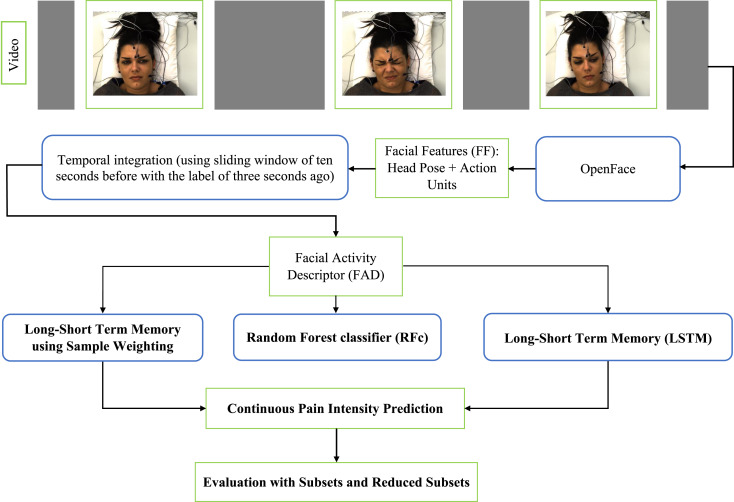 Video
Temporal integration (using sliding window of ten
seconds before with the label of three seconds ago)
Facial Features (FF):
Head Pose + Action
Units
OpenFace
Facial Activity
Descriptor (FAD)
Long-Short Term Memory
using Sample Weighting
Random Forest classifier (RFc)
Long-Short Term Memory (LSTM)
Continuous Pain Intensity Prediction
Evaluation with Subsets and Reduced Subsets